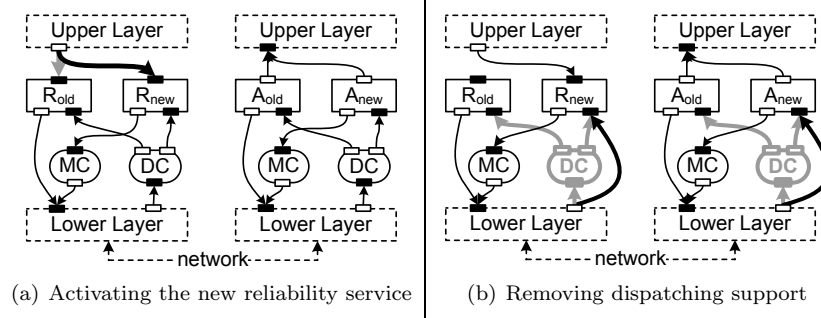 Upper Layer Upper Layer
Rold Rnew Aold Anew
MC DC MC DC
Lower Layer Lower Layer
network
(a) Activating the new reliability service
Upper Layer Upper Layer
Rold Rnew Aold Anew
MC DC MC DC
Lower Layer Lower Layer
network
(b) Removing dispatching support